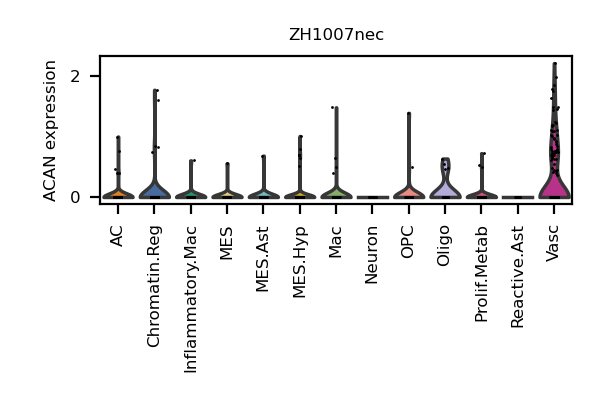 ZH1007nec
ACAN expression
2
0
AC
Chromatin.Reg
Inflammatory.Mac
MES
MES.Ast
MES.Hyp
Mac
Neuron
OPC
Oligo
Prolif.Metab
Reactive.Ast
Vasc